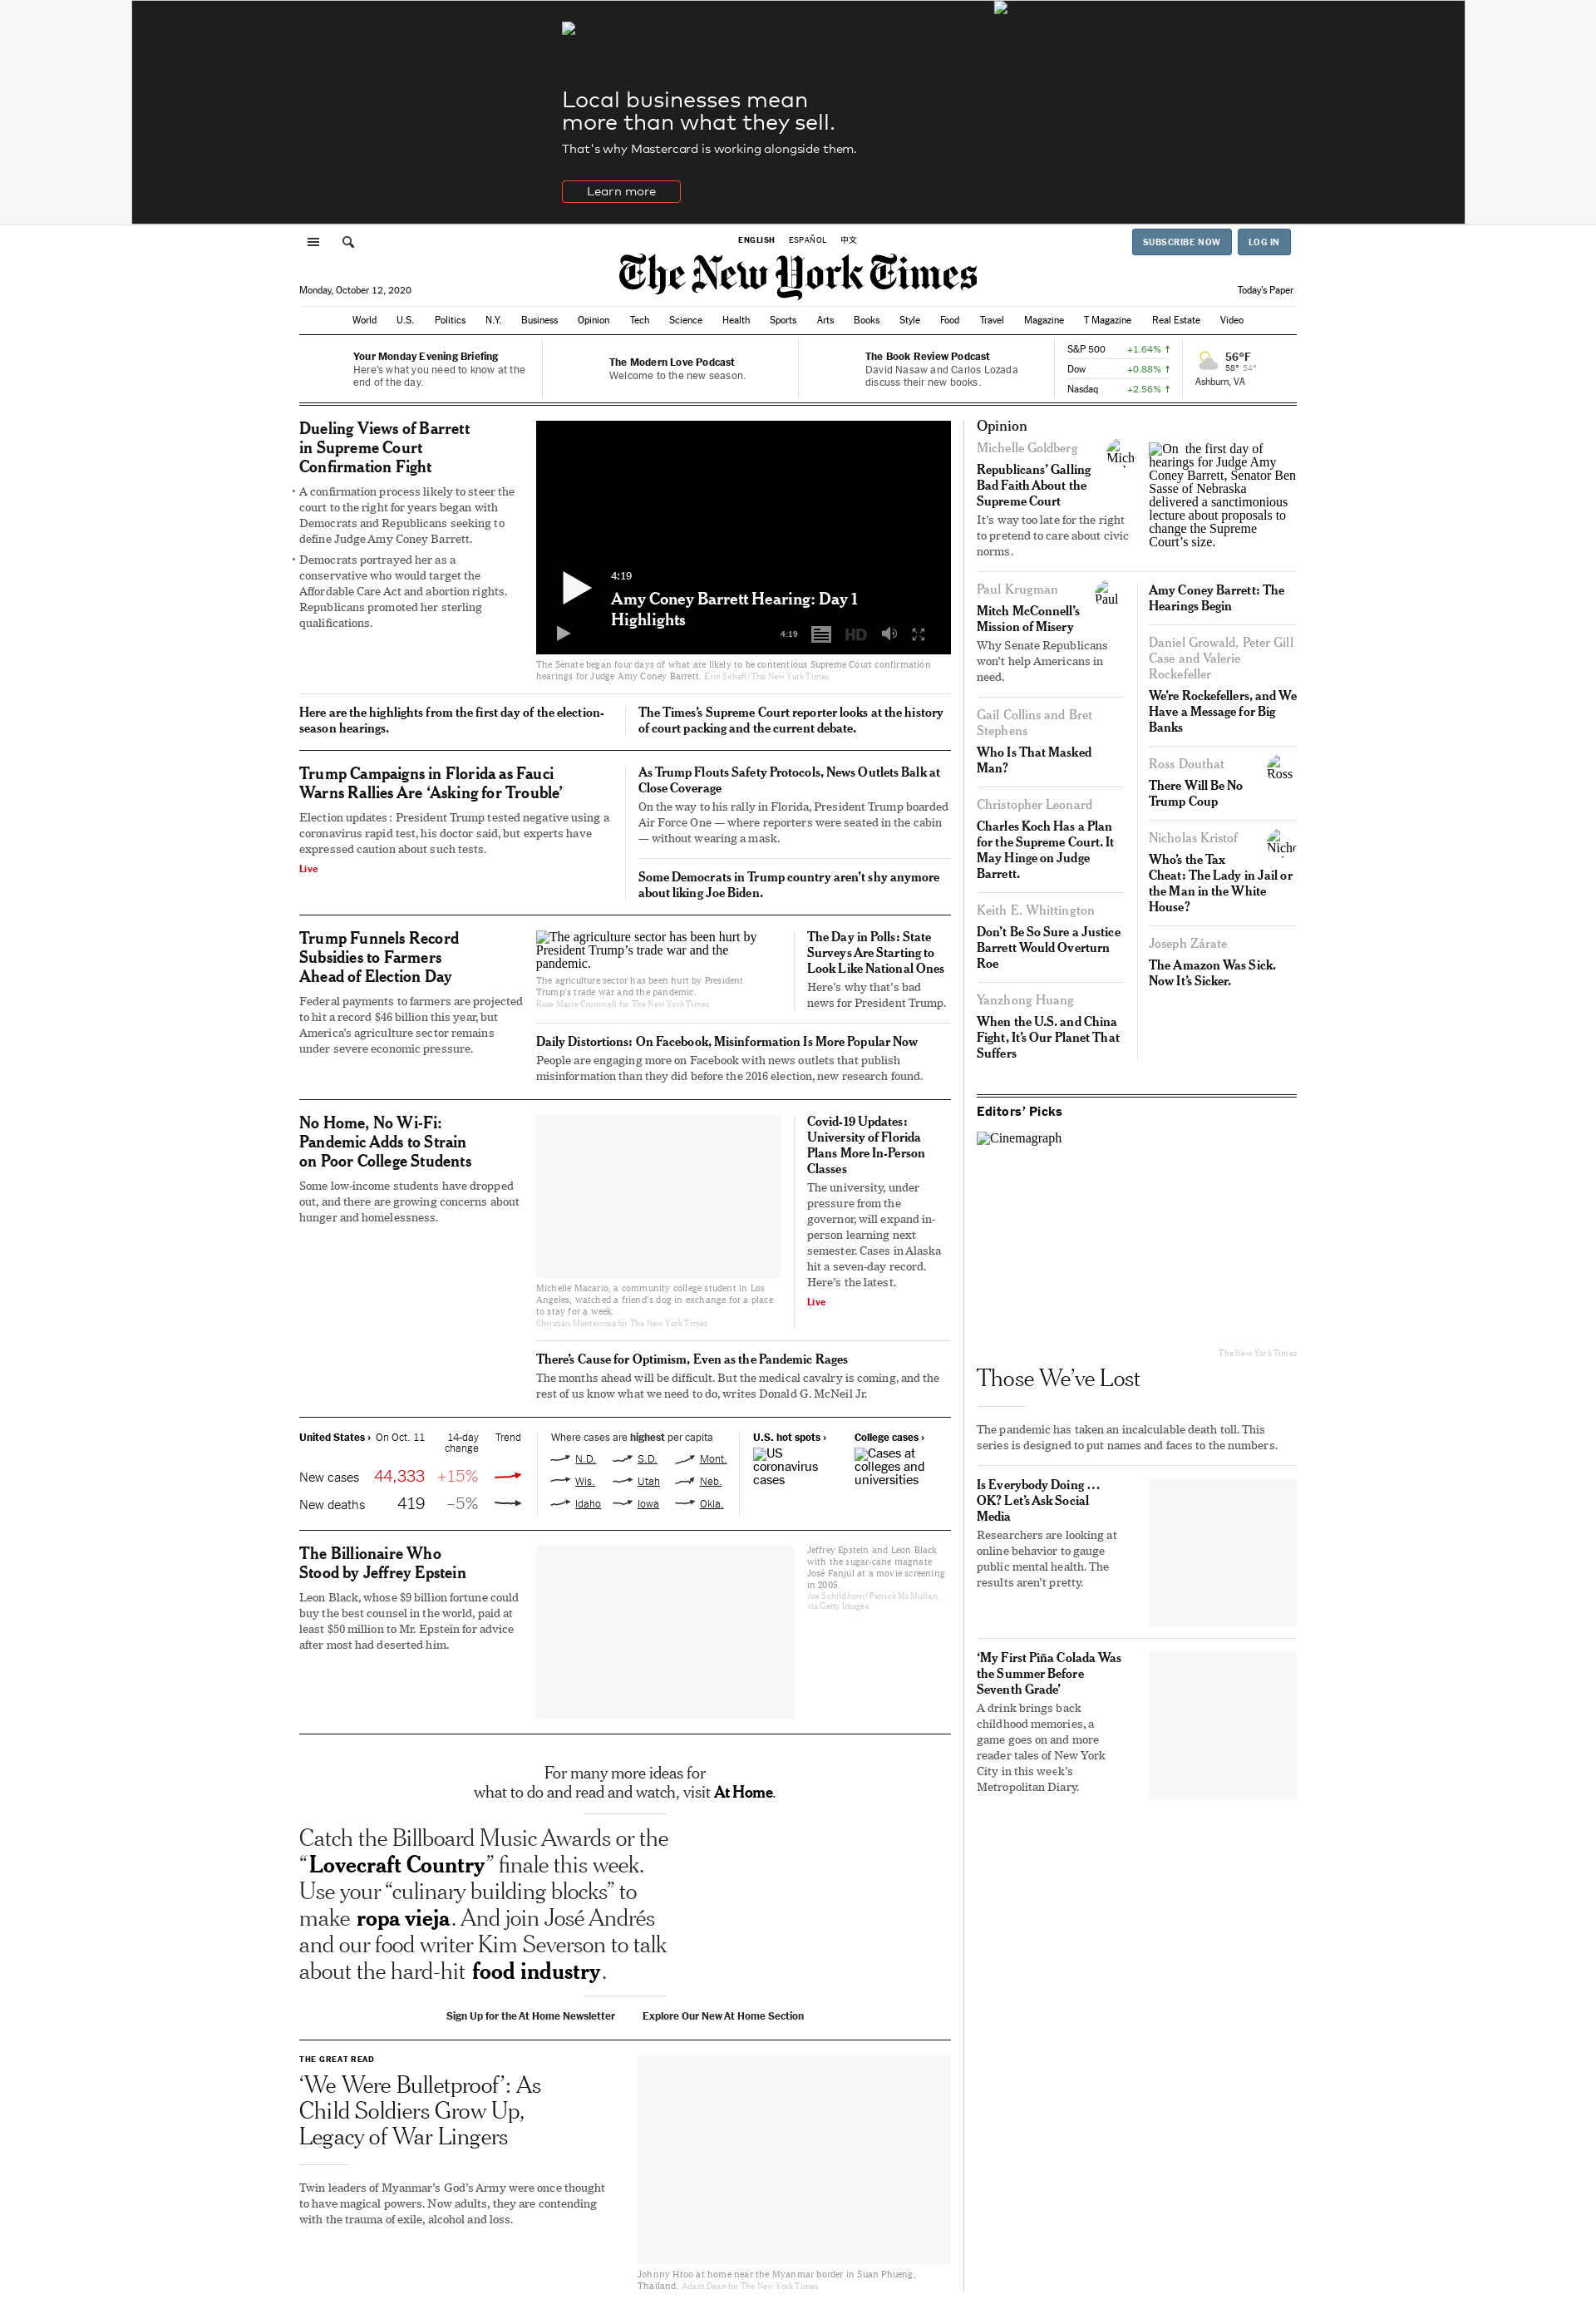 Local businesses mean
more than what they sell.
That's why Mastercard is working alongside them.
Learn more
ENGLISH ESPAÑOL 中文
SUBSCRIBE NOW LOG IN
The New York Times
Monday, October 12, 2020
Today's Paper
World U.S. Politics N.Y. Business Opinion Tech Science Health Sports Arts Books Style Food Travel Magazine T Magazine Real Estate Video
Your Monday Evening Briefing
Here's what you need to know at the
end of the day.
The Modern Love Podcast
Welcome to the new season.
The Book Review Podcast
David Nasaw and Carlos Lozada
discuss their new books.
S&P 500 +1.64% ↑
Dow +0.88% ↑
Nasdaq +2.56% ↑
56°F
58° 54°
Ashburn, VA
Dueling Views of Barrett
in Supreme Court
Confirmation Fight
• A confirmation process likely to steer the
court to the right for years began with
Democrats and Republicans seeking to
define Judge Amy Coney Barrett.
• Democrats portrayed her as a
conservative who would target the
Affordable Care Act and abortion rights.
Republicans promoted her sterling
qualifications.
4:19
Amy Coney Barrett Hearing: Day 1
Highlights
4:19 HD
The Senate began four days of what are likely to be contentious Supreme Court confirmation
hearings for Judge Amy Coney Barrett. Erin Schaff/The New York Times
Here are the highlights from the first day of the election-
season hearings.
The Times's Supreme Court reporter looks at the history
of court packing and the current debate.
Trump Campaigns in Florida as Fauci
Warns Rallies Are ‘Asking for Trouble’
Election updates: President Trump tested negative using a
coronavirus rapid test, his doctor said, but experts have
expressed caution about such tests.
Live
As Trump Flouts Safety Protocols, News Outlets Balk at
Close Coverage
On the way to his rally in Florida, President Trump boarded
Air Force One — where reporters were seated in the cabin
— without wearing a mask.
Some Democrats in Trump country aren't shy anymore
about liking Joe Biden.
Trump Funnels Record
Subsidies to Farmers
Ahead of Election Day
Federal payments to farmers are projected
to hit a record $46 billion this year, but
America's agriculture sector remains
under severe economic pressure.
The agriculture sector has been hurt by
President Trump's trade war and the
pandemic.
The agriculture sector has been hurt by President
Trump's trade war and the pandemic.
Rose Marie Cromwell for The New York Times
The Day in Polls: State
Surveys Are Starting to
Look Like National Ones
Here's why that's bad
news for President Trump.
Daily Distortions: On Facebook, Misinformation Is More Popular Now
People are engaging more on Facebook with news outlets that publish
misinformation than they did before the 2016 election, new research found.
No Home, No Wi-Fi:
Pandemic Adds to Strain
on Poor College Students
Some low-income students have dropped
out, and there are growing concerns about
hunger and homelessness.
Michelle Macario, a community college student in Los
Angeles, watched a friend's dog in exchange for a place
to stay for a week.
Christian Monterrosa for The New York Times
Covid-19 Updates:
University of Florida
Plans More In-Person
Classes
The university, under
pressure from the
governor, will expand in-
person learning next
semester. Cases in Alaska
hit a seven-day record.
Here's the latest.
Live
There's Cause for Optimism, Even as the Pandemic Rages
The months ahead will be difficult. But the medical cavalry is coming, and the
rest of us know what we need to do, writes Donald G. McNeil Jr.
United States › On Oct. 11 14-day
change Trend
New cases 44,333 +15%
New deaths 419 –5%
Where cases are highest per capita
N.D. S.D. Mont.
Wis. Utah Neb.
Idaho Iowa Okla.
U.S. hot spots ›
US
coronavirus
cases
College cases ›
Cases at
colleges and
universities
The Billionaire Who
Stood by Jeffrey Epstein
Leon Black, whose $9 billion fortune could
buy the best counsel in the world, paid at
least $50 million to Mr. Epstein for advice
after most had deserted him.
Jeffrey Epstein and Leon Black
with the sugar-cane magnate
José Fanjul at a movie screening
in 2005.
Joe Schildhorn/Patrick McMullan,
via Getty Images
For many more ideas for
what to do and read and watch, visit At Home.
Catch the Billboard Music Awards or the
“Lovecraft Country” finale this week.
Use your “culinary building blocks” to
make ropa vieja. And join José Andrés
and our food writer Kim Severson to talk
about the hard-hit food industry.
Sign Up for the At Home Newsletter Explore Our New At Home Section
THE GREAT READ
‘We Were Bulletproof’: As
Child Soldiers Grow Up,
Legacy of War Lingers
Twin leaders of Myanmar's God's Army were once thought
to have magical powers. Now adults, they are contending
with the trauma of exile, alcohol and loss.
Johnny Htoo at home near the Myanmar border in Suan Phueng,
Thailand. Adam Dean for The New York Times
Opinion
Michelle Goldberg
Mich
Republicans' Galling
Bad Faith About the
Supreme Court
It's way too late for the right
to pretend to care about civic
norms.
On the first day of
hearings for Judge Amy
Coney Barrett, Senator Ben
Sasse of Nebraska
delivered a sanctimonious
lecture about proposals to
change the Supreme
Court's size.
Paul Krugman
Paul
Mitch McConnell's
Mission of Misery
Why Senate Republicans
won't help Americans in
need.
Gail Collins and Bret
Stephens
Who Is That Masked
Man?
Christopher Leonard
Charles Koch Has a Plan
for the Supreme Court. It
May Hinge on Judge
Barrett.
Keith E. Whittington
Don't Be So Sure a Justice
Barrett Would Overturn
Roe
Yanzhong Huang
When the U.S. and China
Fight, It's Our Planet That
Suffers
Amy Coney Barrett: The
Hearings Begin
Daniel Growald, Peter Gill
Case and Valerie
Rockefeller
We're Rockefellers, and We
Have a Message for Big
Banks
Ross Douthat
Ross
There Will Be No
Trump Coup
Nicholas Kristof
Nicho
Who's the Tax
Cheat: The Lady in Jail or
the Man in the White
House?
Joseph Zárate
The Amazon Was Sick.
Now It's Sicker.
Editors' Picks
Cinemagraph
The New York Times
Those We've Lost
The pandemic has taken an incalculable death toll. This
series is designed to put names and faces to the numbers.
Is Everybody Doing …
OK? Let's Ask Social
Media
Researchers are looking at
online behavior to gauge
public mental health. The
results aren't pretty.
‘My First Piña Colada Was
the Summer Before
Seventh Grade’
A drink brings back
childhood memories, a
game goes on and more
reader tales of New York
City in this week's
Metropolitan Diary.